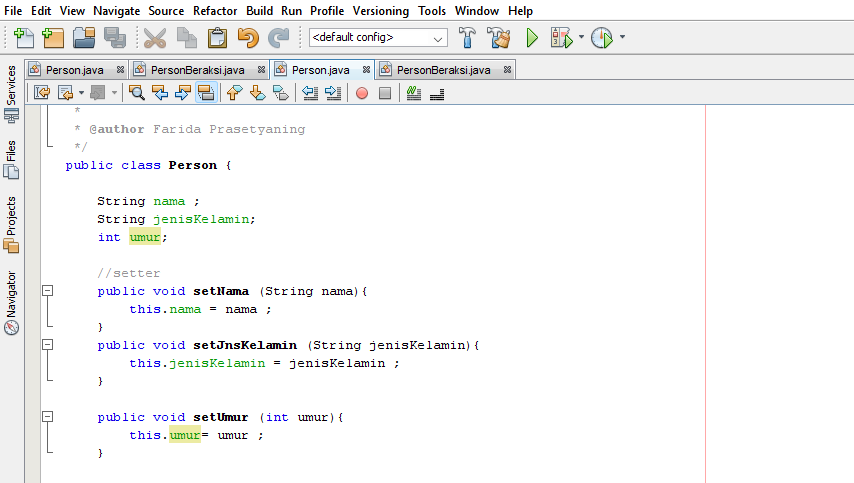 File Edit View Navigate Source Refactor Build Run Profile Versioning Tools Window Help
<default config>
Person.java PersonBeraksi.java Person.java PersonBeraksi.java
Services
Files
Projects
Navigator
*
* @author Farida Prasetyaning
*/
public class Person {
String nama ;
String jenisKelamin;
int umur;
//setter
public void setNama (String nama){
this.nama = nama ;
}
public void setJnsKelamin (String jenisKelamin){
this.jenisKelamin = jenisKelamin ;
}
public void setUmur (int umur){
this.umur= umur ;
}